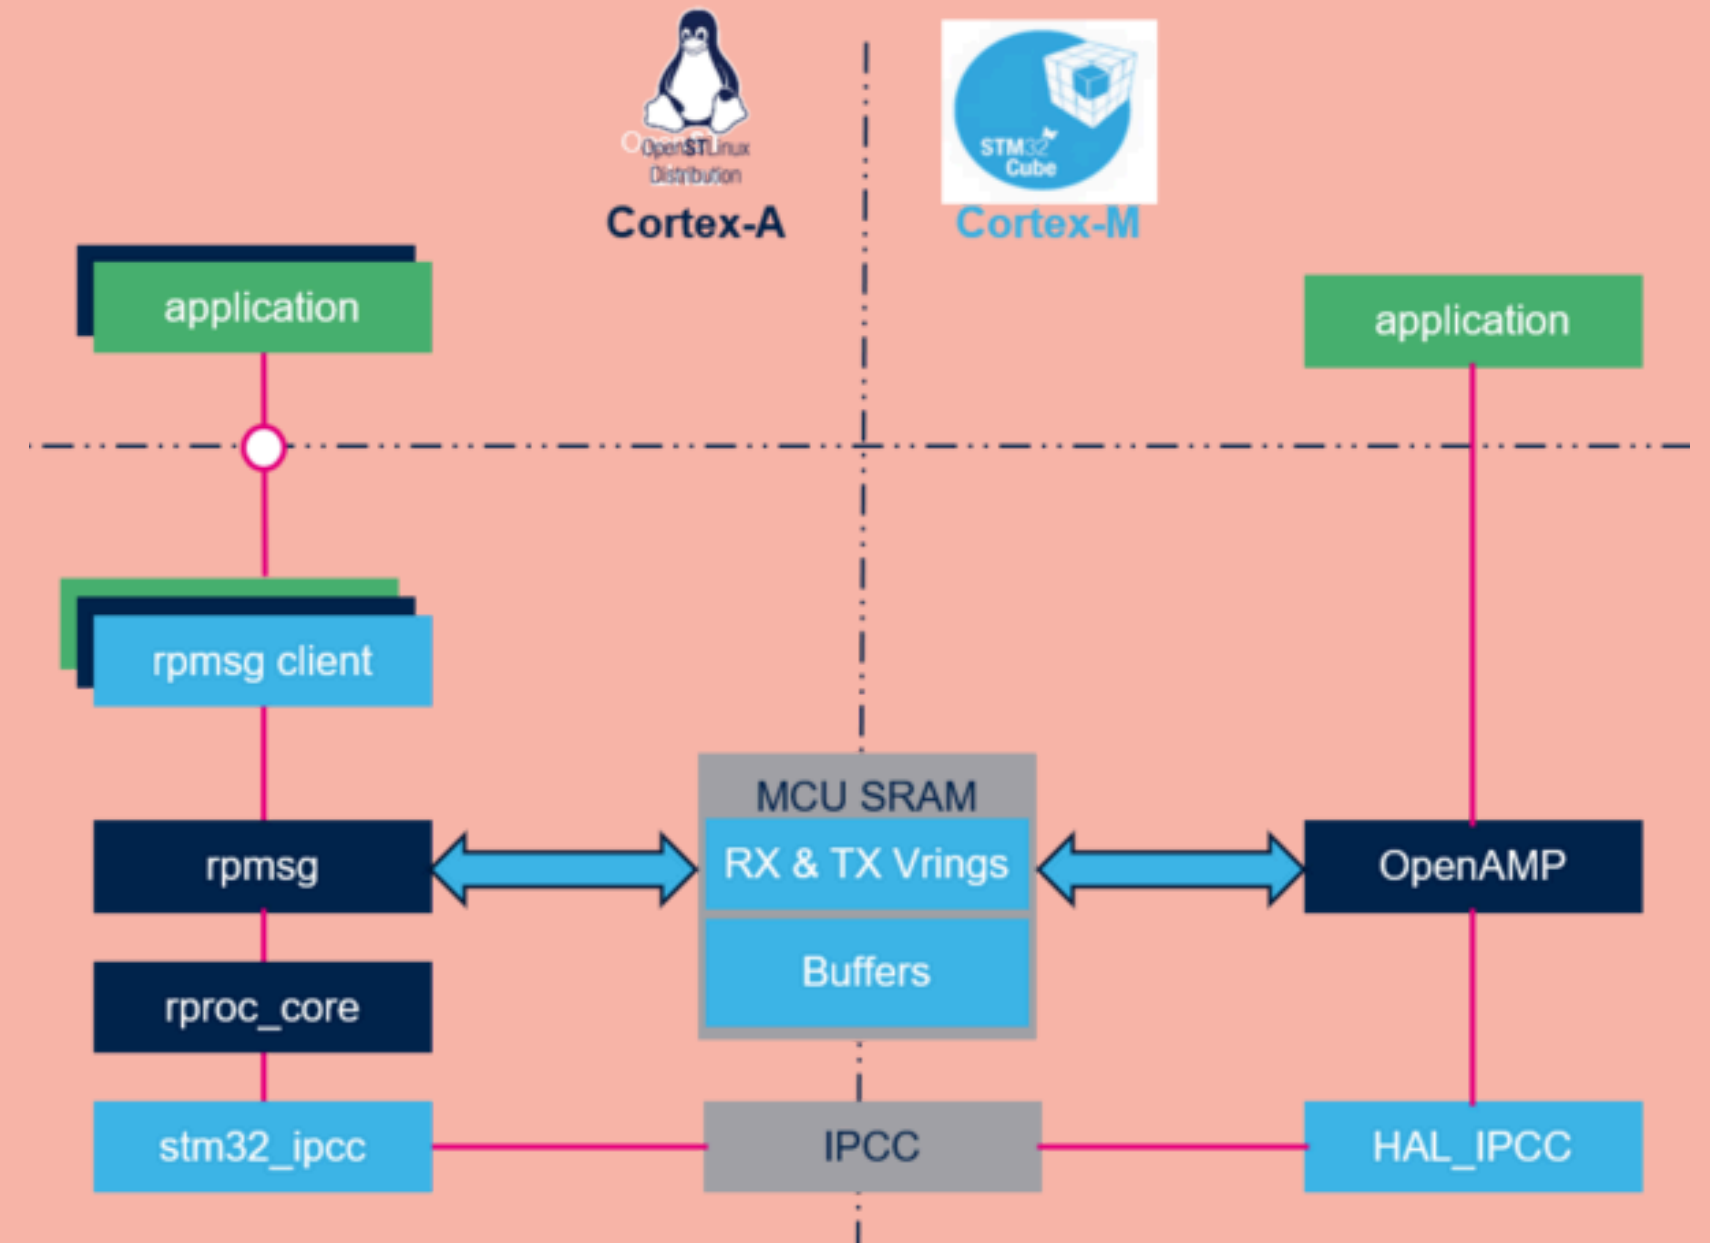 OpenSTLinux
Distribution
Cortex-A
STM32
Cube
Cortex-M
application
application
rpmsg client
MCU SRAM
rpmsg
RX & TX Vrings
OpenAMP
Buffers
rproc_core
stm32_ipcc
IPCC
HAL_IPCC